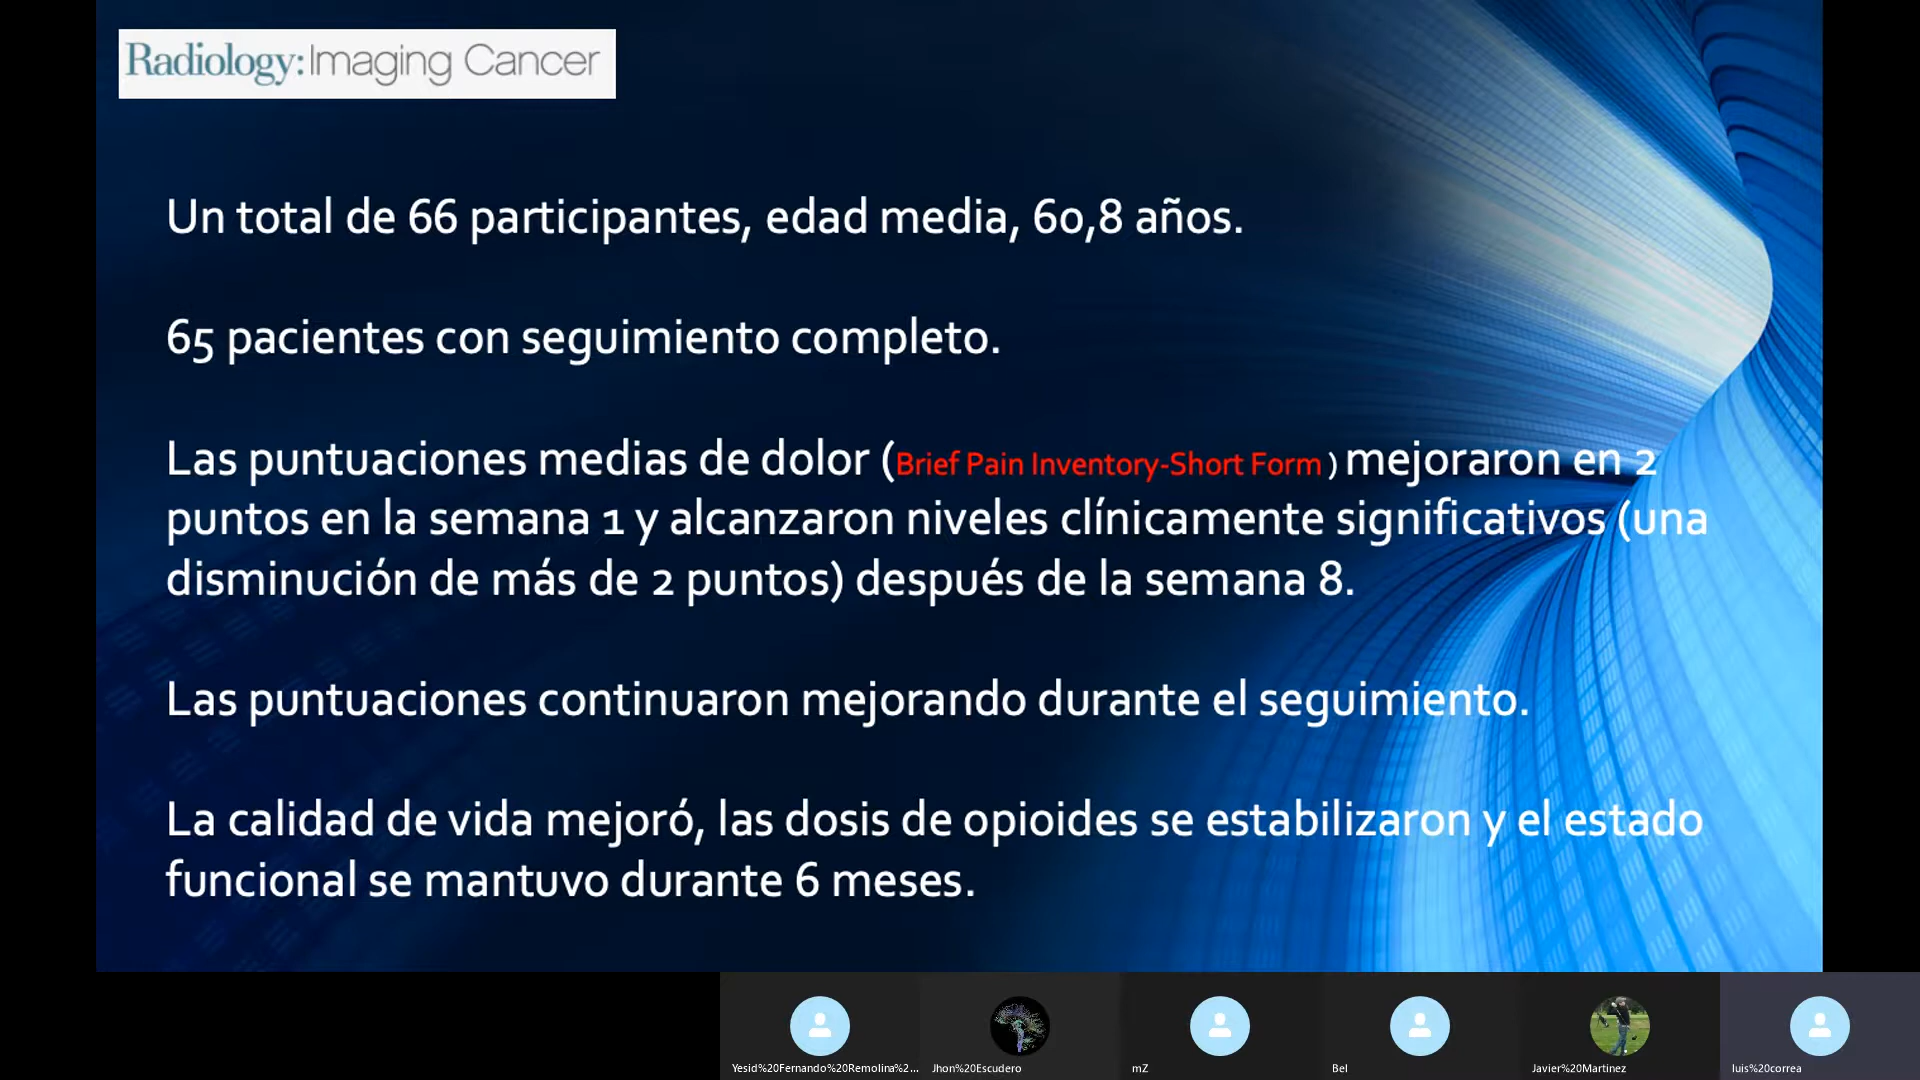 Radiology: Imaging Cancer
Un total de 66 participantes, edad media, 60,8 años.
65 pacientes con seguimiento completo.
Las puntuaciones medias de dolor (Brief Pain Inventory-Short Form ) mejoraron en 2
puntos en la semana 1 y alcanzaron niveles clínicamente significativos (una
disminución de más de 2 puntos) después de la semana 8.
Las puntuaciones continuaron mejorando durante el seguimiento.
La calidad de vida mejoró, las dosis de opioides se estabilizaron y el estado
funcional se mantuvo durante 6 meses.
Yesid%20Fernando%20Remolina%2...
Jhon%20Escudero
mZ
Bel
Javier%20Martinez
luis%20correa